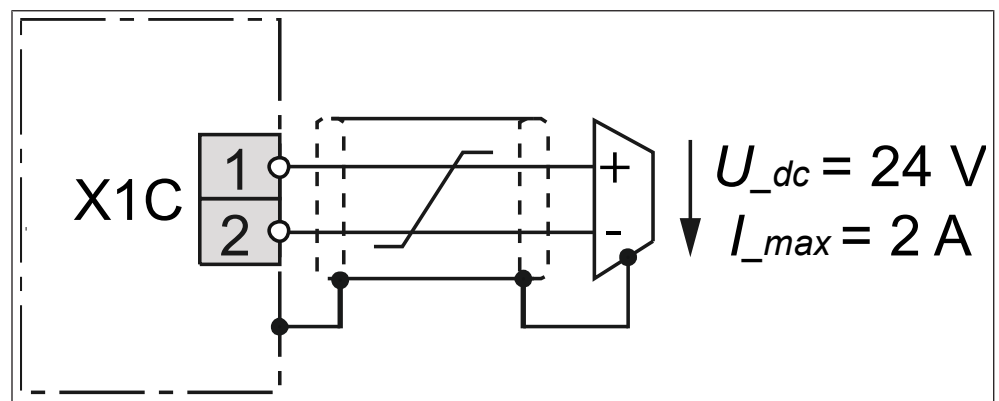 X1C
1
2
+
-
U_dc = 24 V
I_max = 2 A